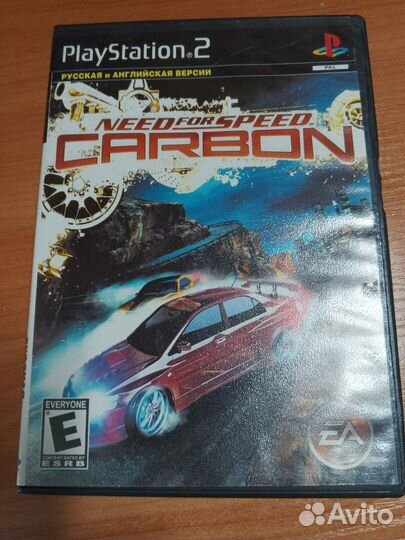 PlayStation®2
РУССКАЯ и АНГЛИЙСКАЯ ВЕРСИИ
PAL
NEED FOR SPEED
CARBON
EVERYONE
E
CONTENT RATED BY
ESRB
EA
Avito